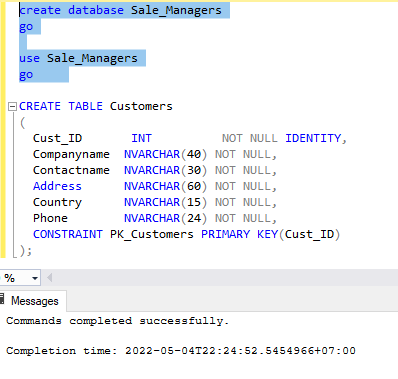 create database Sale_Managers
go
use Sale_Managers
go
CREATE TABLE Customers
(
Cust_ID INT NOT NULL IDENTITY,
Companyname NVARCHAR(40) NOT NULL,
Contactname NVARCHAR(30) NOT NULL,
Address NVARCHAR(60) NOT NULL,
Country NVARCHAR(15) NOT NULL,
Phone NVARCHAR(24) NOT NULL,
CONSTRAINT PK_Customers PRIMARY KEY(Cust_ID)
);
%
Messages
Commands completed successfully.
Completion time: 2022-05-04T22:24:52.5454966+07:00